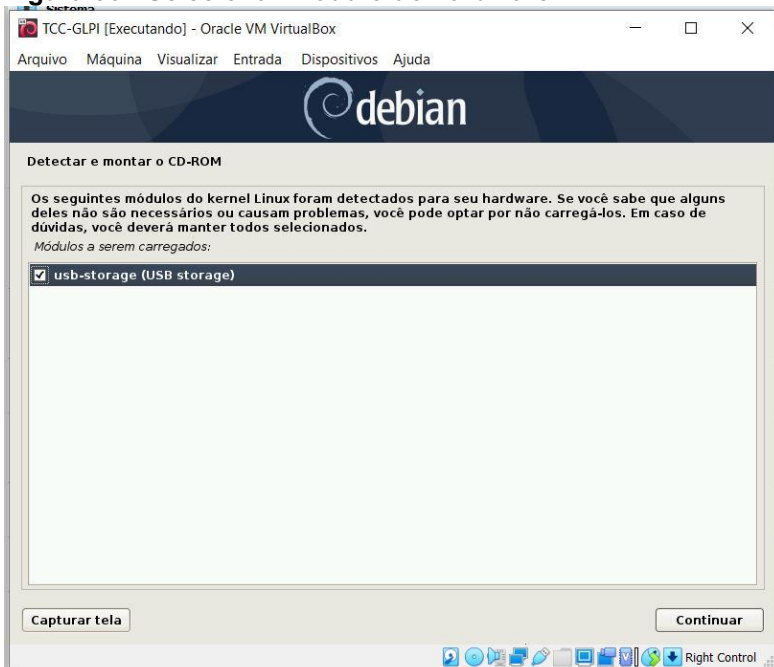 Sistema
TCC-GLPI [Executando] - Oracle VM VirtualBox
Arquivo Máquina Visualizar Entrada Dispositivos Ajuda
debian
Detectar e montar o CD-ROM
Os seguintes módulos do kernel Linux foram detectados para seu hardware. Se você sabe que alguns
deles não são necessários ou causam problemas, você pode optar por não carregá-los. Em caso de
dúvidas, você deverá manter todos selecionados.
Módulos a serem carregados:
usb-storage (USB storage)
Capturar tela
Continuar
Right Control